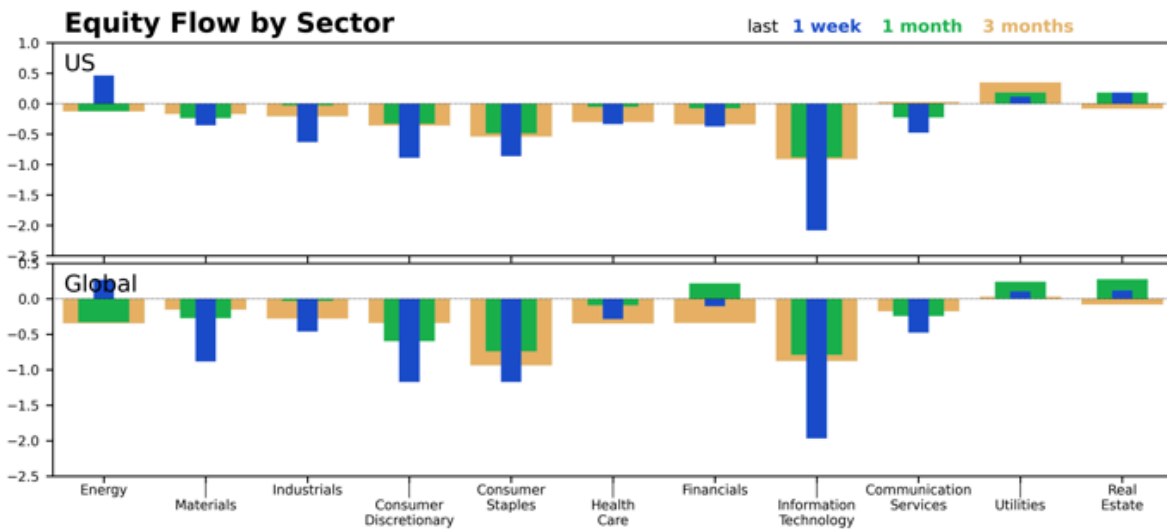 Equity Flow by Sector
last 1 week 1 month 3 months
US
1.0
0.5
0.0
−0.5
−1.0
−1.5
−2.0
−2.5
Global
0.5
0.0
−0.5
−1.0
−1.5
−2.0
−2.5
Energy
Materials
Industrials
Consumer
Discretionary
Consumer
Staples
Health
Care
Financials
Information
Technology
Communication
Services
Utilities
Real
Estate